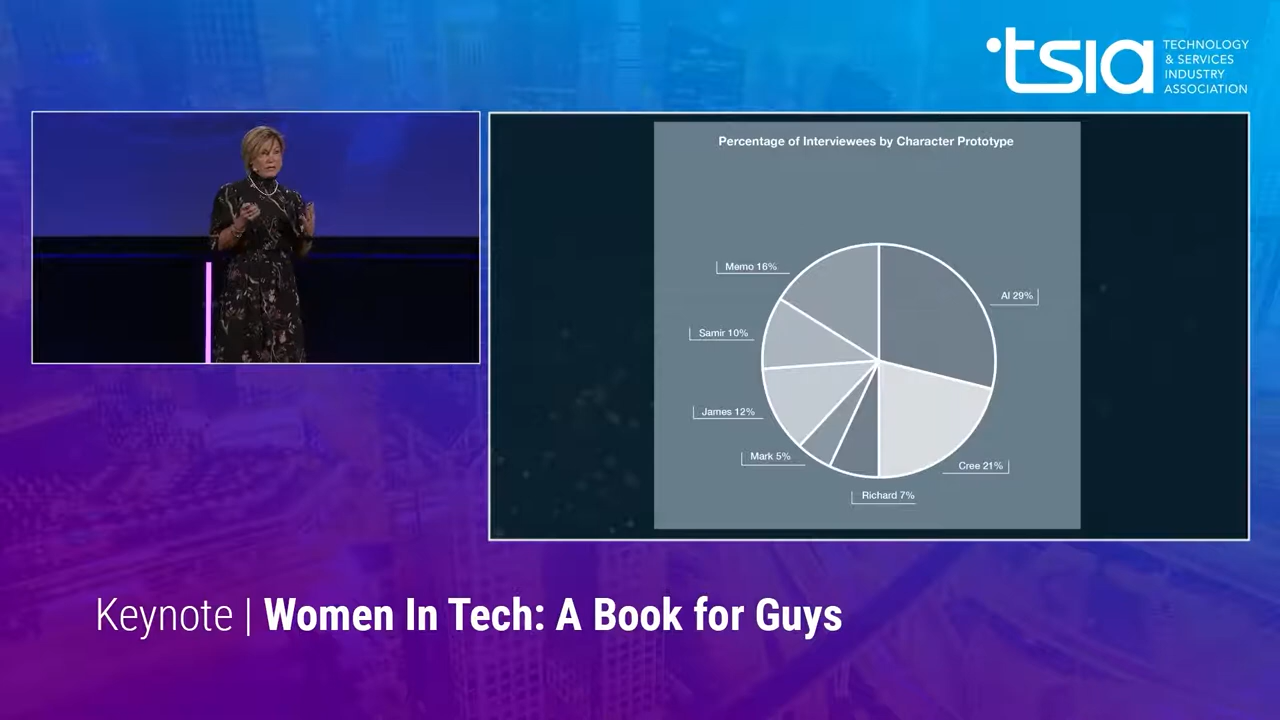 tsia
TECHNOLOGY
& SERVICES
INDUSTRY
ASSOCIATION
Percentage of Interviewees by Character Prototype
Memo 16%
Al 29%
Samir 10%
James 12%
Mark 5%
Cree 21%
Richard 7%
Keynote | Women In Tech: A Book for Guys